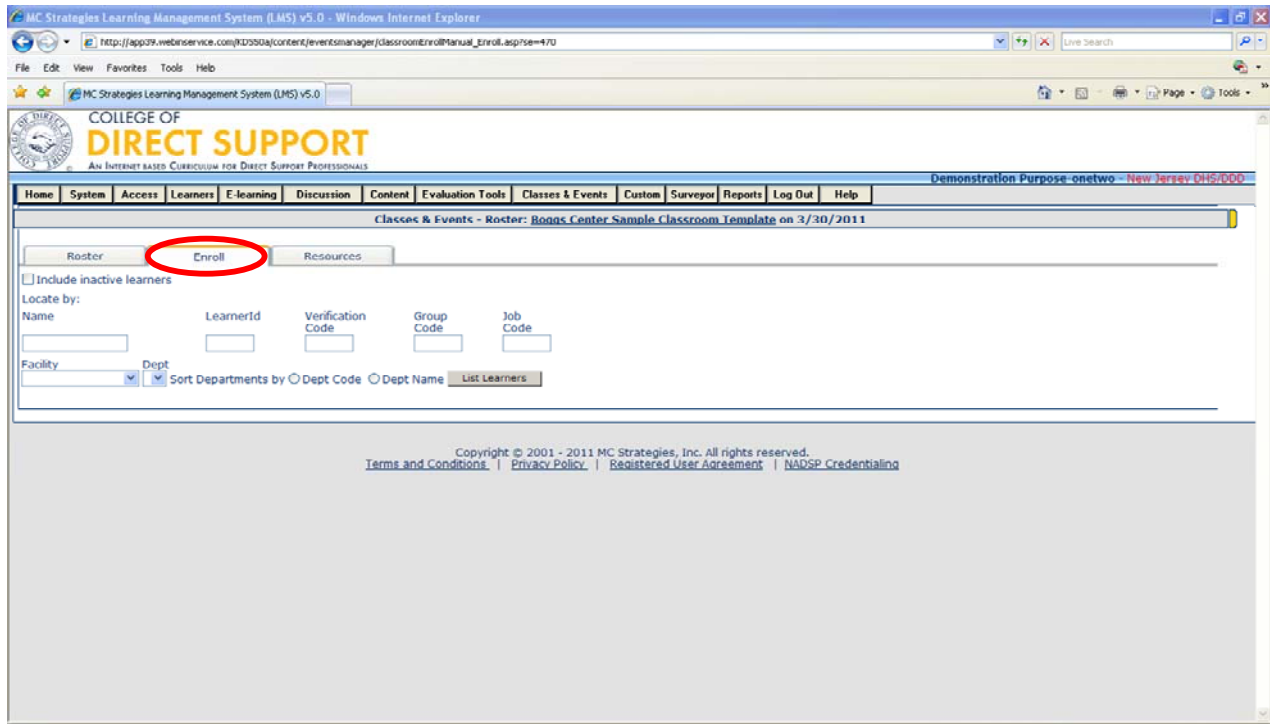 MC Strategies Learning Management System (LMS) v5.0 - Windows Internet Explorer
http://app39.webinservice.com/KDS50a/content/eventsmanager/classroomEnrollManual_Enroll.asp?se=470
Live Search
File Edit View Favorites Tools Help
MC Strategies Learning Management System (LMS) v5.0
Page Tools
COLLEGE OF
DIRECT SUPPORT
AN INTERNET BASED CURRICULUM FOR DIRECT SUPPORT PROFESSIONALS
Demonstration Purpose-onetwo - New Jersey DHS/DDD
Home System Access Learners E-learning Discussion Content Evaluation Tools Classes & Events Custom Surveyor Reports Log Out Help
Classes & Events - Roster: Boggs Center Sample Classroom Template on 3/30/2011
Roster Enroll Resources
Include inactive learners
Locate by:
Name LearnerId Verification Code Group Code Job Code
Facility Dept
Sort Departments by Dept Code Dept Name List Learners
Copyright © 2001 - 2011 MC Strategies, Inc. All rights reserved.
Terms and Conditions | Privacy Policy | Registered User Agreement | NADSP Credentialing